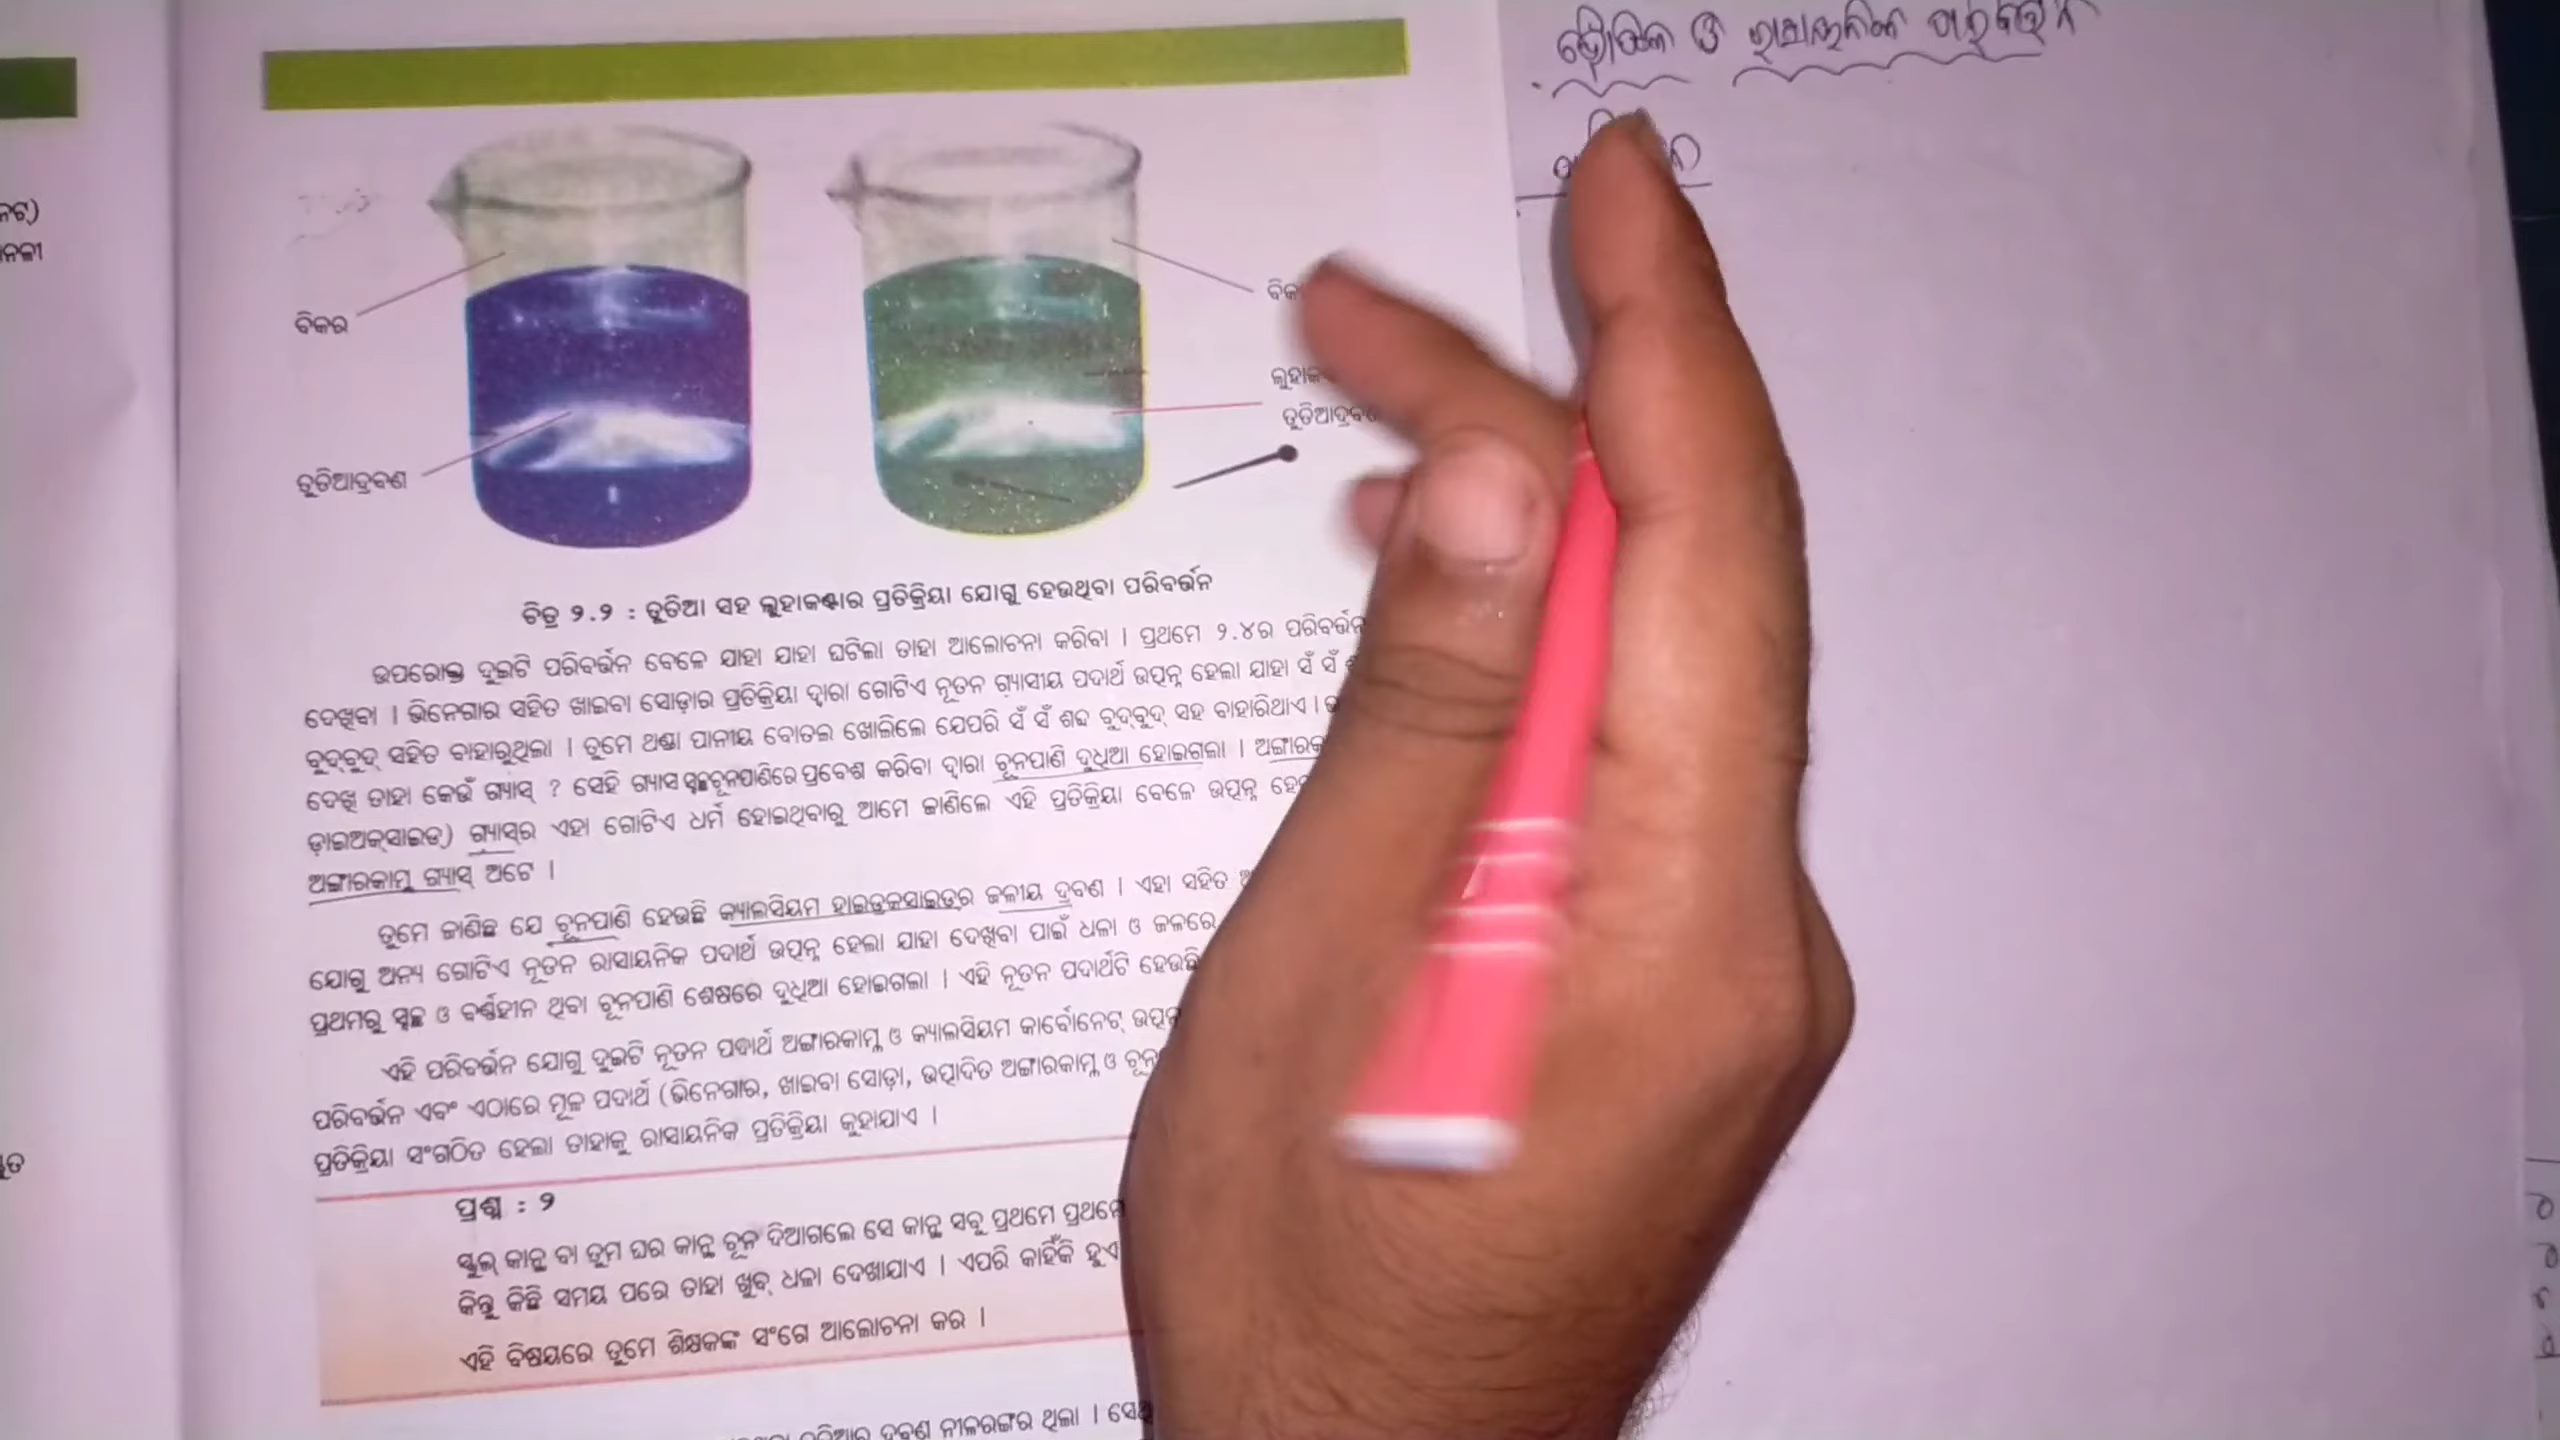 ଭୌତିକ ଓ ରାସାୟନିକ ପରିବର୍ତ୍ତନ
ନଟ୍)
ନଳୀ
ବିକର
ତୁତିଆଦ୍ରବଣ
ଚିତ୍ର ୨.୨ : ତୁତିଆ ସହ ଲୁହାକଣ୍ଟାର ପ୍ରତିକ୍ରିୟା ଯୋଗୁ ହେଉଥିବା ପରିବର୍ତ୍ତନ
ଉପରୋକ୍ତ ଦୁଇଟି ପରିବର୍ତ୍ତନ ବେଳେ ଯାହା ଯାହା ଘଟିଲା ତାହା ଆଲୋଚନା କରିବା । ପ୍ରଥମେ ୨.୪ର ପରିବର୍ତ୍ତନ
ଦେଖିବା । ଭିନେଗାର ସହିତ ଖାଇବା ସୋଡ଼ାର ପ୍ରତିକ୍ରିୟା ଦ୍ୱାରା ଗୋଟିଏ ନୂତନ ଗ୍ୟାସୀୟ ପଦାର୍ଥ ଉତ୍ପନ୍ନ ହେଲା ଯାହା ସଁ ସଁ
ବୁଦ୍‌ବୁଦ୍ ସହିତ ବାହାରୁଥିଲା । ତୁମେ ଥଣ୍ଡା ପାନୀୟ ବୋତଲ ଖୋଲିଲେ ଯେପରି ସଁ ସଁ ଶବ୍ଦ ବୁଦ୍‌ବୁଦ୍ ସହ ବାହାରିଥାଏ ।
ଦେଖି ତାହା କେଉଁ ଗ୍ୟାସ୍ ? ସେହି ଗ୍ୟାସ ସ୍ୱଚ୍ଛଚୂନପାଣିରେ ପ୍ରବେଶ କରିବା ଦ୍ୱାରା ଚୂନପାଣି ଦୁଧିଆ ହୋଇଗଲା । ଅଙ୍ଗାରକା
ଡ଼ାଇଅକ୍‌ସାଇଡ୍) ଗ୍ୟାସ୍‌ର ଏହା ଗୋଟିଏ ଧର୍ମ ହୋଇଥିବାରୁ ଆମେ ଜାଣିଲେ ଏହି ପ୍ରତିକ୍ରିୟା ବେଳେ ଉତ୍ପନ୍ନ
ଅଙ୍ଗାରକାମ୍ଳ ଗ୍ୟାସ୍ ଅଟେ ।
ତୁମେ ଜାଣିଛ ଯେ ଚୂନପାଣି ହେଉଛି କ୍ୟାଲସିୟମ ହାଇଡ୍ରକସାଇଡ୍‌ର ଜଳୀୟ ଦ୍ରବଣ । ଏହା ସହିତ
ଯୋଗୁ ଅନ୍ୟ ଗୋଟିଏ ନୂତନ ରାସାୟନିକ ପଦାର୍ଥ ଉତ୍ପନ୍ନ ହେଲା ଯାହା ଦେଖିବା ପାଇଁ ଧଳା ଓ ଜଳରେ
ପ୍ରଥମରୁ ସ୍ୱଚ୍ଛ ଓ ବର୍ଣ୍ଣହୀନ ଥିବା ଚୂନପାଣି ଶେଷରେ ଦୁଧିଆ ହୋଇଗଲା । ଏହି ନୂତନ ପଦାର୍ଥଟି ହେଉଛି
ଏହି ପରିବର୍ତ୍ତନ ଯୋଗୁ ଦୁଇଟି ନୂତନ ପଦାର୍ଥ ଅଙ୍ଗାରକାମ୍ଳ ଓ କ୍ୟାଲସିୟମ କାର୍ବୋନେଟ୍ ଉତ୍ପନ୍ନ
ପରିବର୍ତ୍ତନ ଏବଂ ଏଠାରେ ମୂଳ ପଦାର୍ଥ (ଭିନେଗାର, ଖାଇବା ସୋଡ଼ା, ଉତ୍ପାଦିତ ଅଙ୍ଗାରକାମ୍ଳ ଓ ଚୂନ
ପ୍ରତିକ୍ରିୟା ସଂଗଠିତ ହେଲା ତାହାକୁ ରାସାୟନିକ ପ୍ରତିକ୍ରିୟା କୁହାଯାଏ ।
ପ୍ରଶ୍ନ : ୨
ସ୍କୁଲ୍ କାନ୍ଥ ବା ତୁମ ଘର କାନ୍ଥ ଚୂନ ଦିଆଗଲେ ସେ କାନ୍ଥ ସବୁ ପ୍ରଥମେ ପ୍ରଥମେ
କିନ୍ତୁ କିଛି ସମୟ ପରେ ତାହା ଖୁବ୍ ଧଳା ଦେଖାଯାଏ । ଏପରି କାହିଁକି ହୁଏ
ଏହି ବିଷୟରେ ତୁମେ ଶିକ୍ଷକଙ୍କ ସଂଗେ ଆଲୋଚନା କର ।
ଦ୍ରବଣ ନୀଳରଙ୍ଗର ଥିଲା ।